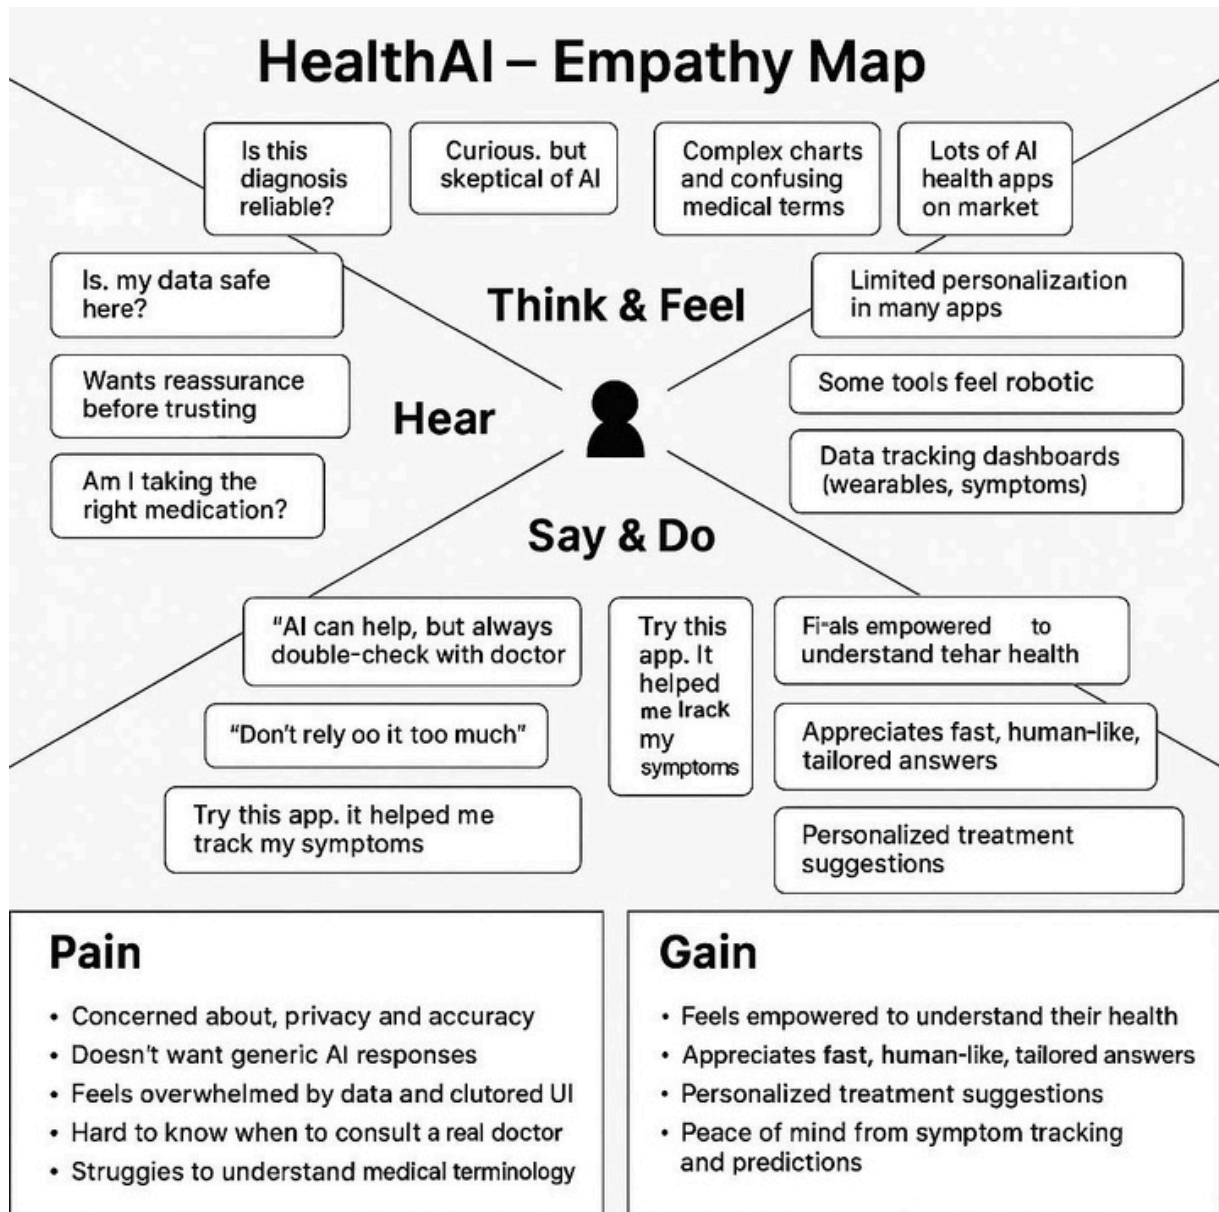 HealthAI – Empathy Map
Is this
diagnosis
reliable?
Curious. but
skeptical of AI
Complex charts
and confusing
medical terms
Lots of AI
health apps
on market
Is. my data safe
here?
Think & Feel
Limited personalization
in many apps
Wants reassurance
before trusting
Hear
Some tools feel robotic
Am I taking the
right medication?
Data tracking dashboards
(wearables, symptoms)
Say & Do
"AI can help, but always
double-check with doctor
Try this
app. It
helped
me lrack
my
symptoms
empowered to
understand tehar health
"Don't rely oo it too much"
Appreciates fast, human-like,
tailored answers
Try this app. it helped me
track my symptoms
Personalized treatment
suggestions
Pain
• Concerned about, privacy and accuracy
• Doesn't want generic AI responses
• Feels overwhelmed by data and clutored UI
• Hard to know when to consult a real doctor
• Struggies to understand medical terminology
Gain
• Feels empowered to understand their health
• Appreciates fast, human-like, tailored answers
• Personalized treatment suggestions
• Peace of mind from symptom tracking
and predictions